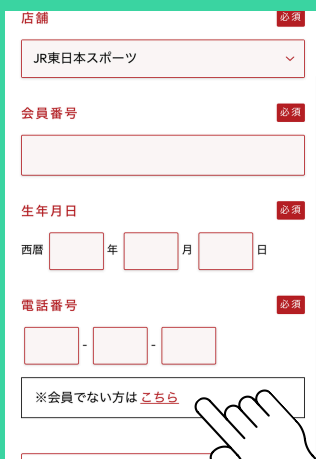 店舗 必須
JR東日本スポーツ
会員番号 必須
生年月日 必須
西暦 年 月 日
電話番号 必須
- -
※会員でない方は こちら